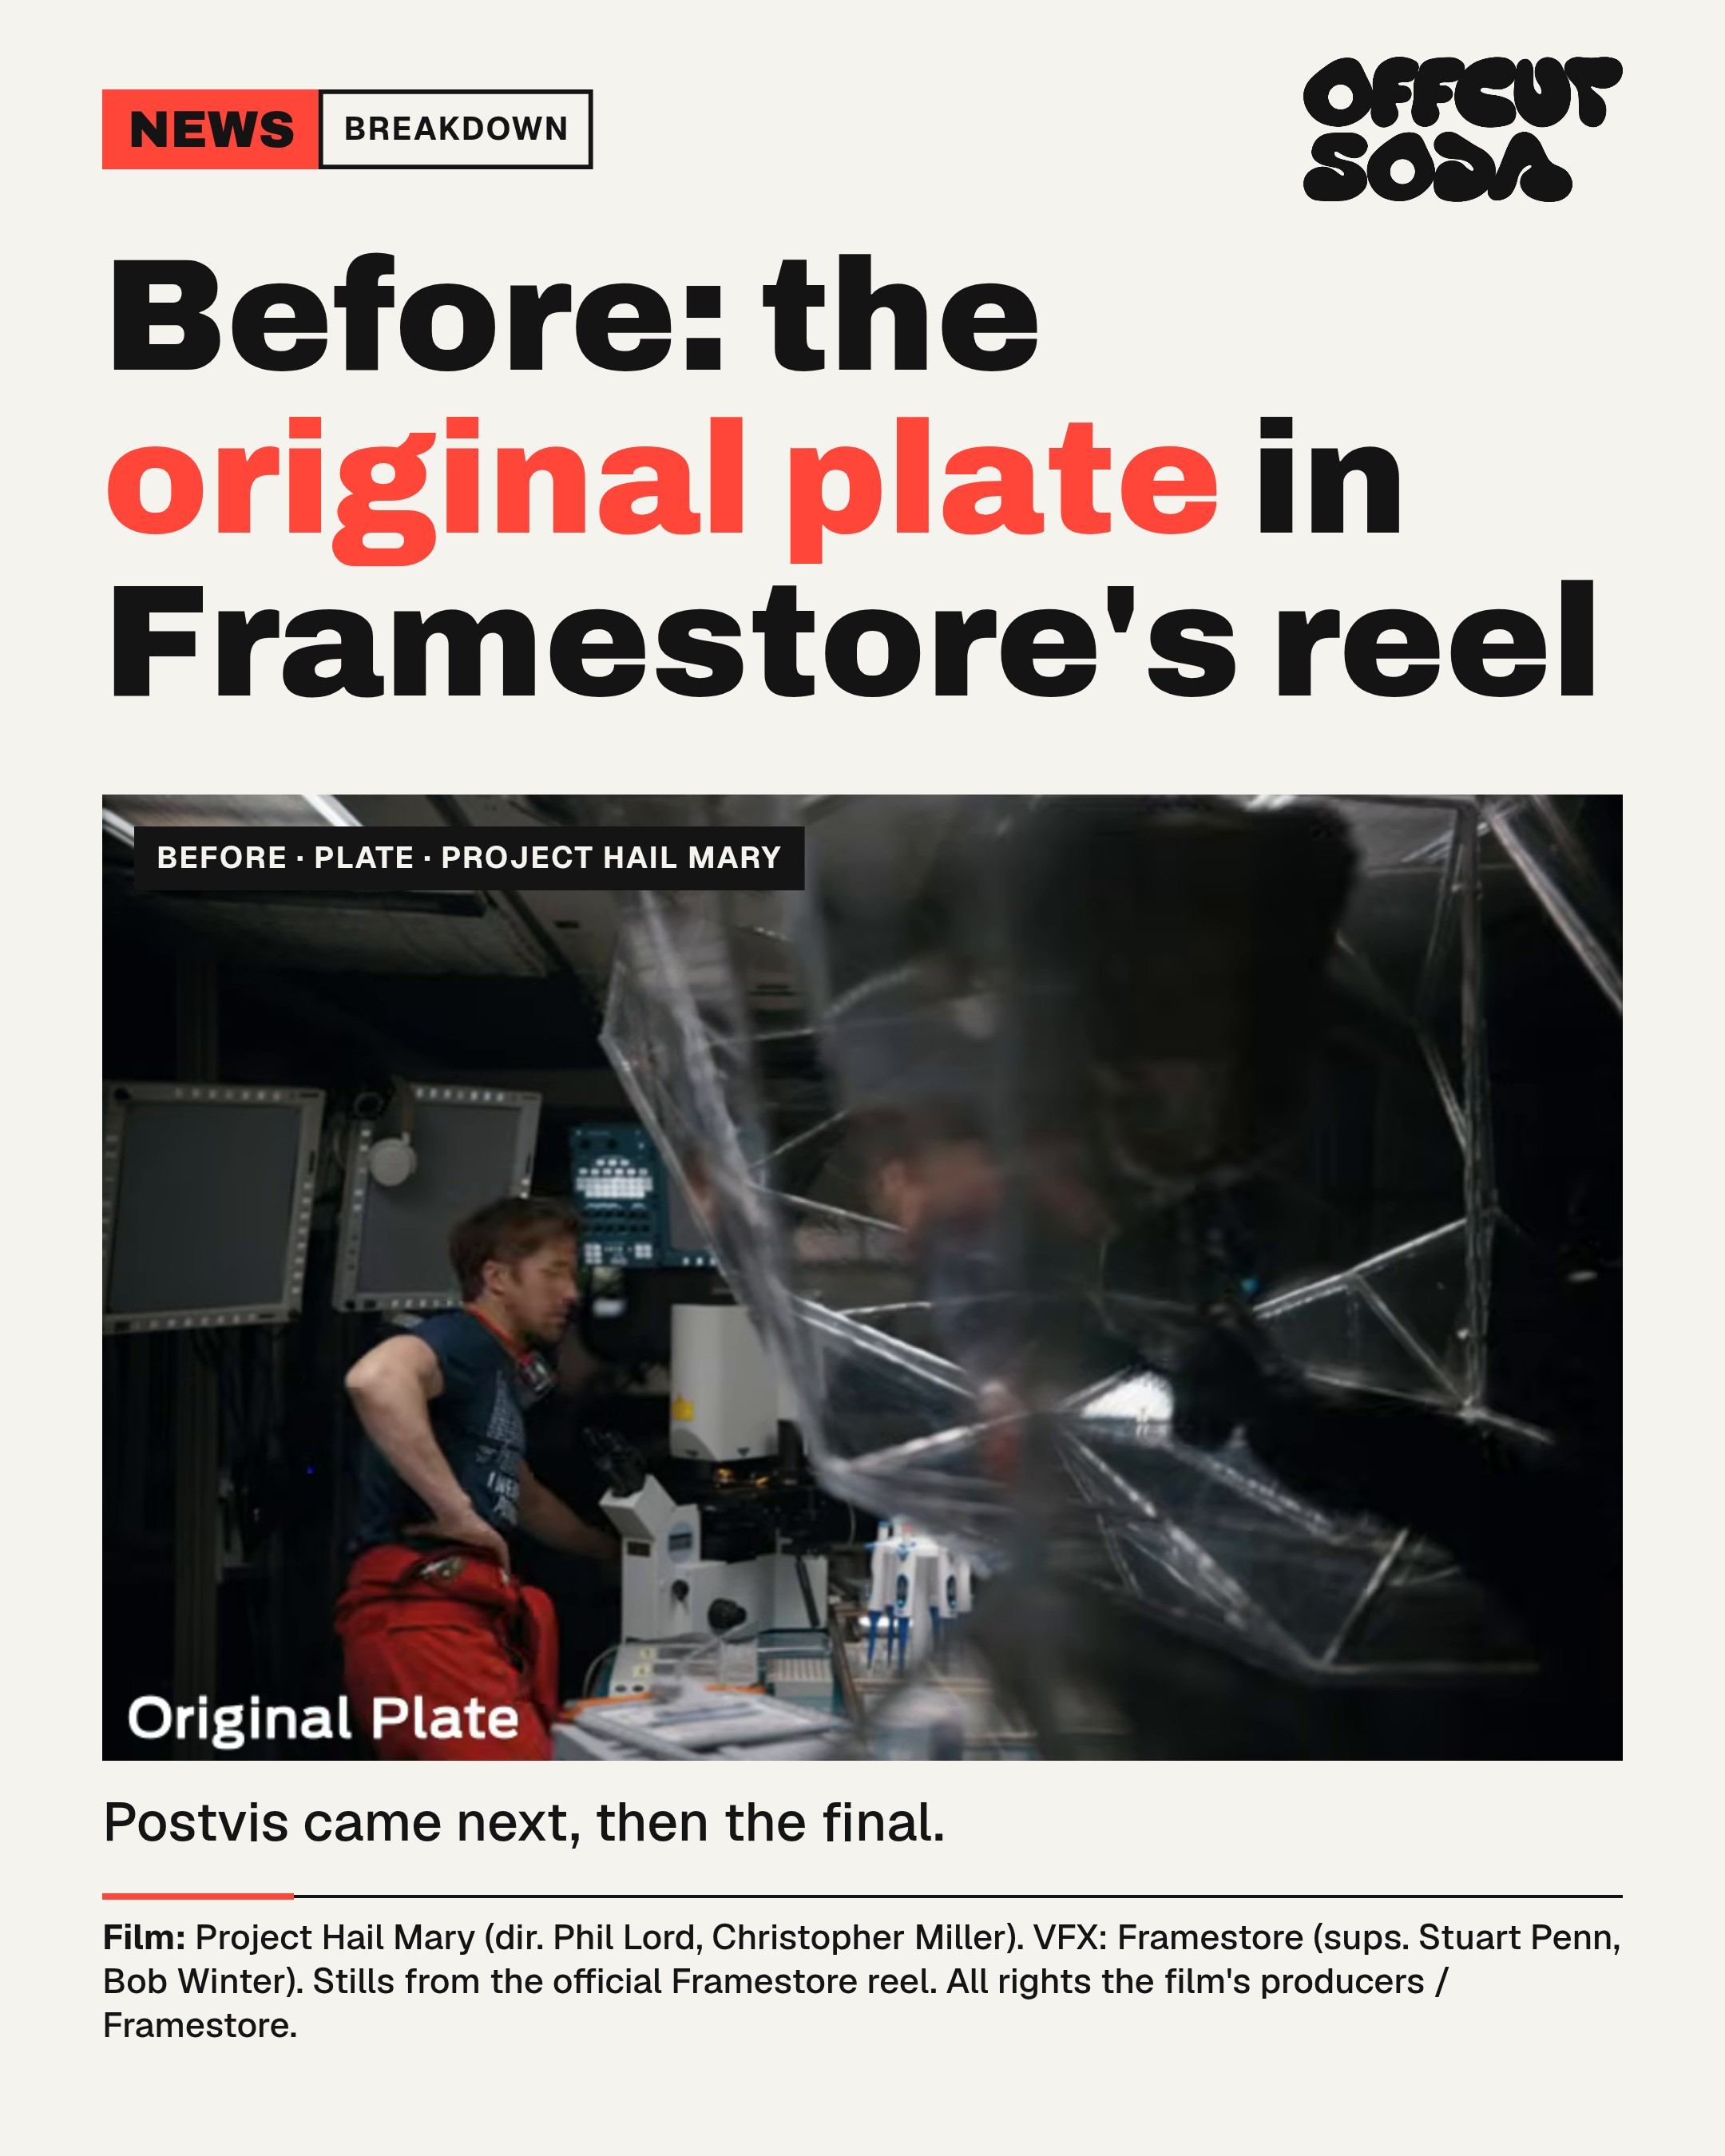 NEWS BREAKDOWN
OFFCUT
SODA
Before: the
original plate in
Framestore's reel
BEFORE · PLATE · PROJECT HAIL MARY
Original Plate
Postvis came next, then the final.
Film: Project Hail Mary (dir. Phil Lord, Christopher Miller). VFX: Framestore (sups. Stuart Penn,
Bob Winter). Stills from the official Framestore reel. All rights the film's producers /
Framestore.